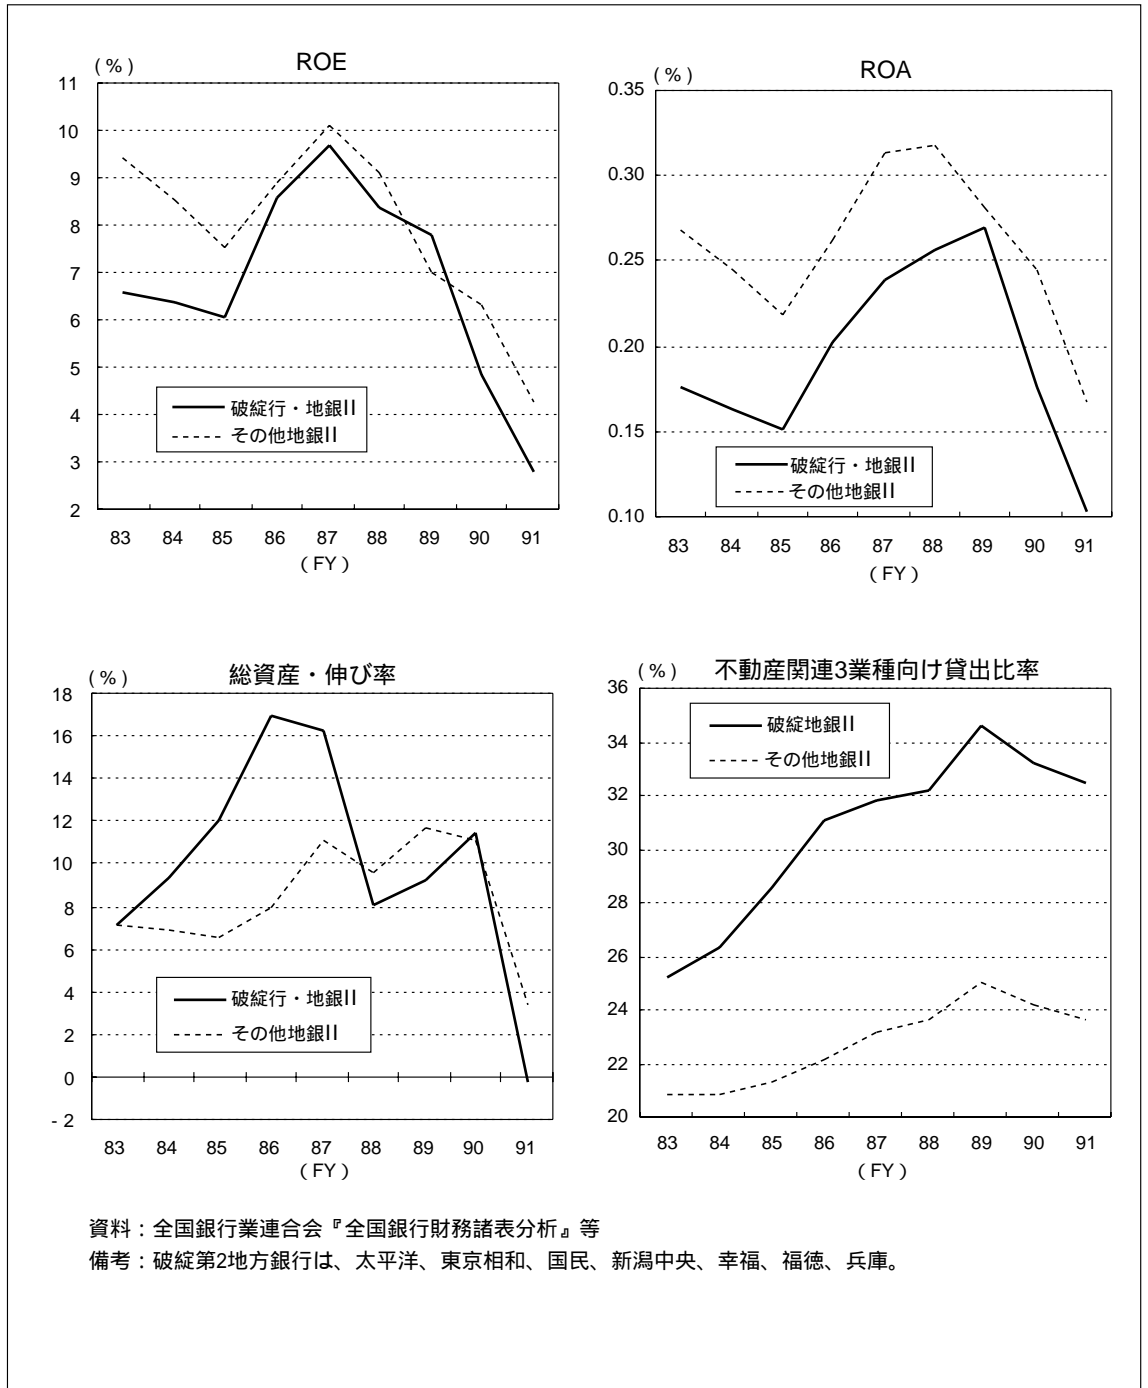 ROE
(%)
11
10
9
8
7
6
5
4
3
2
破綻行・地銀II
その他地銀II
83 84 85 86 87 88 89 90 91
(FY)
ROA
(%)
0.35
0.30
0.25
0.20
0.15
0.10
破綻行・地銀II
その他地銀II
83 84 85 86 87 88 89 90 91
(FY)
総資産・伸び率
(%)
18
16
14
12
10
8
6
4
2
0
-2
破綻行・地銀II
その他地銀II
83 84 85 86 87 88 89 90 91
(FY)
不動産関連3業種向け貸出比率
(%)
36
34
32
30
28
26
24
22
20
破綻地銀II
その他地銀II
83 84 85 86 87 88 89 90 91
(FY)
資料：全国銀行業連合会『全国銀行財務諸表分析』等
備考：破綻第2地方銀行は、太平洋、東京相和、国民、新潟中央、幸福、福徳、兵庫。